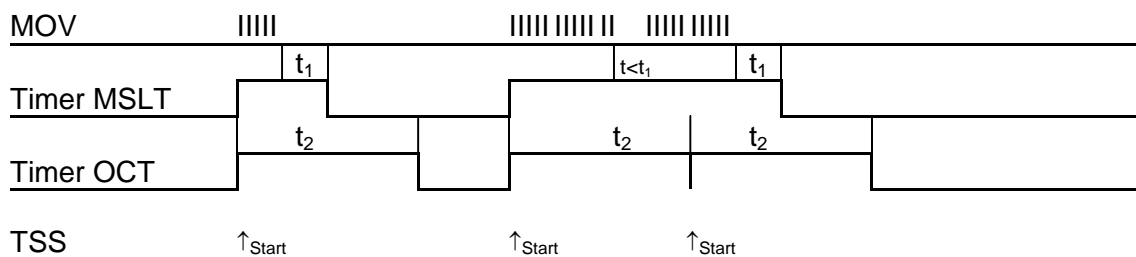 MOV IIIII IIIII IIIII II IIIII IIIII
t₁ t<t₁ t₁
Timer MSLT
t₂ t₂ t₂
Timer OCT
TSS ↑Start ↑Start ↑Start